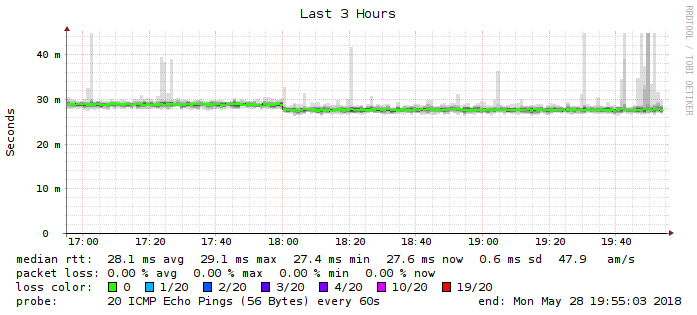 Last 3 Hours
RRDTOOL / TOBI OETIKER
Seconds
40 m
30 m
20 m
10 m
0
17:00 17:20 17:40 18:00 18:20 18:40 19:00 19:20 19:40
median rtt: 28.1 ms avg 29.1 ms max 27.4 ms min 27.6 ms now 0.6 ms sd 47.9 am/s
packet loss: 0.00 % avg 0.00 % max 0.00 % min 0.00 % now
loss color: 0 1/20 2/20 3/20 4/20 10/20 19/20
probe: 20 ICMP Echo Pings (56 Bytes) every 60s end: Mon May 28 19:55:03 2018